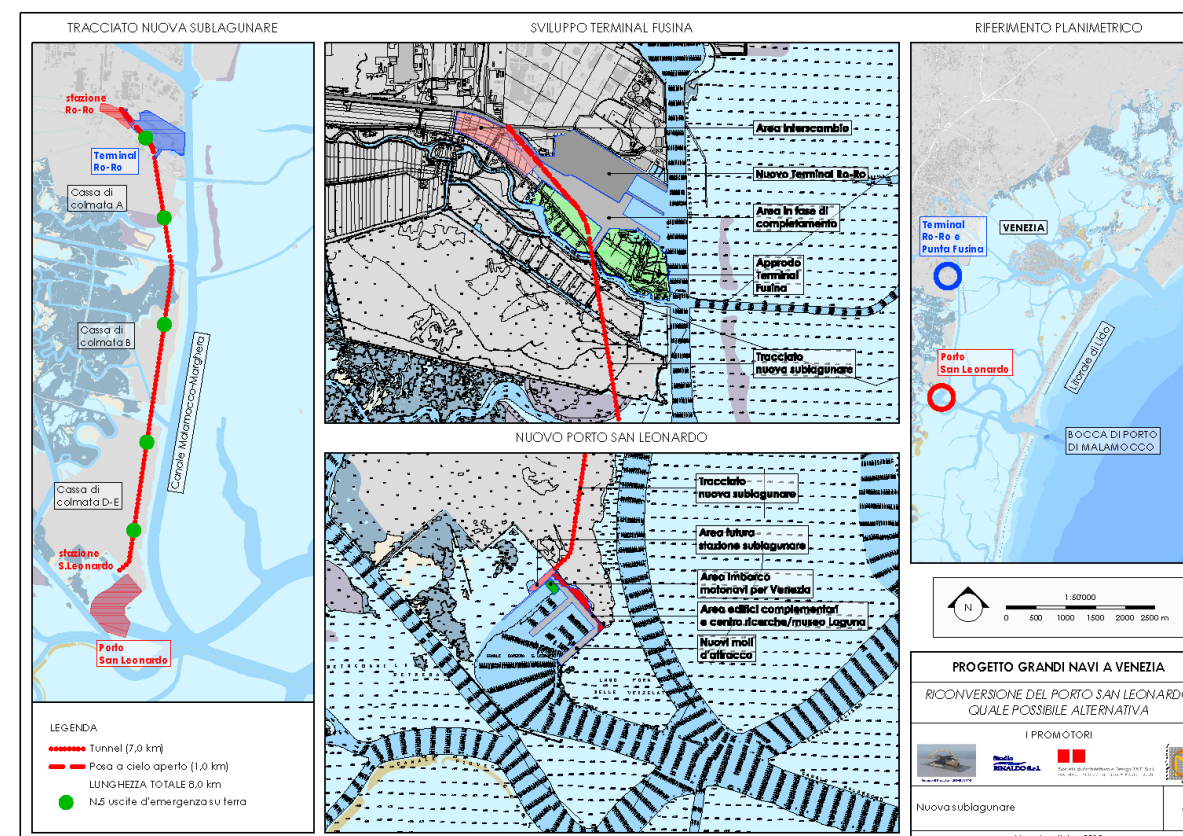 TRACCIATO NUOVA SUBLAGUNARE
stazione
Ro-Ro
Terminal
Ro-Ro
Cassa di
colmata A
Cassa di
colmata B
Canale Malamocco-Marghera
Cassa di
colmata D-E
stazione
S.Leonardo
Porto
San Leonardo
LEGENDA
Tunnel (7,0 km)
Posa a cielo aperto (1,0 km)
LUNGHEZZA TOTALE 8,0 km
N.5 uscite d'emergenza su terra
SVILUPPO TERMINAL FUSINA
Area interscambio
Nuovo Terminal Ro-Ro
Area in fase di
completamento
Approdo
Terminal
Fusina
Tracciato
nuova sublagunare
NUOVO PORTO SAN LEONARDO
Tracciato
nuova sublagunare
Area futura
stazione sublagunare
Area imbarco
motonavi per Venezia
Area edifici complementari
e centro ricerche/museo Laguna
Nuovi moli
d'attracco
RIFERIMENTO PLANIMETRICO
Terminal
Ro-Ro e
Punta Fusina
VENEZIA
Porto
San Leonardo
Litorale di Lido
BOCCA DI PORTO
DI MALAMOCCO
N
1:50'000
0 500 1000 1500 2000 2500 m
PROGETTO GRANDI NAVI A VENEZIA
RICONVERSIONE DEL PORTO SAN LEONARDO
QUALE POSSIBILE ALTERNATIVA
I PROMOTORI
Studio
RINALDO S.r.l.
Nuova sublagunare